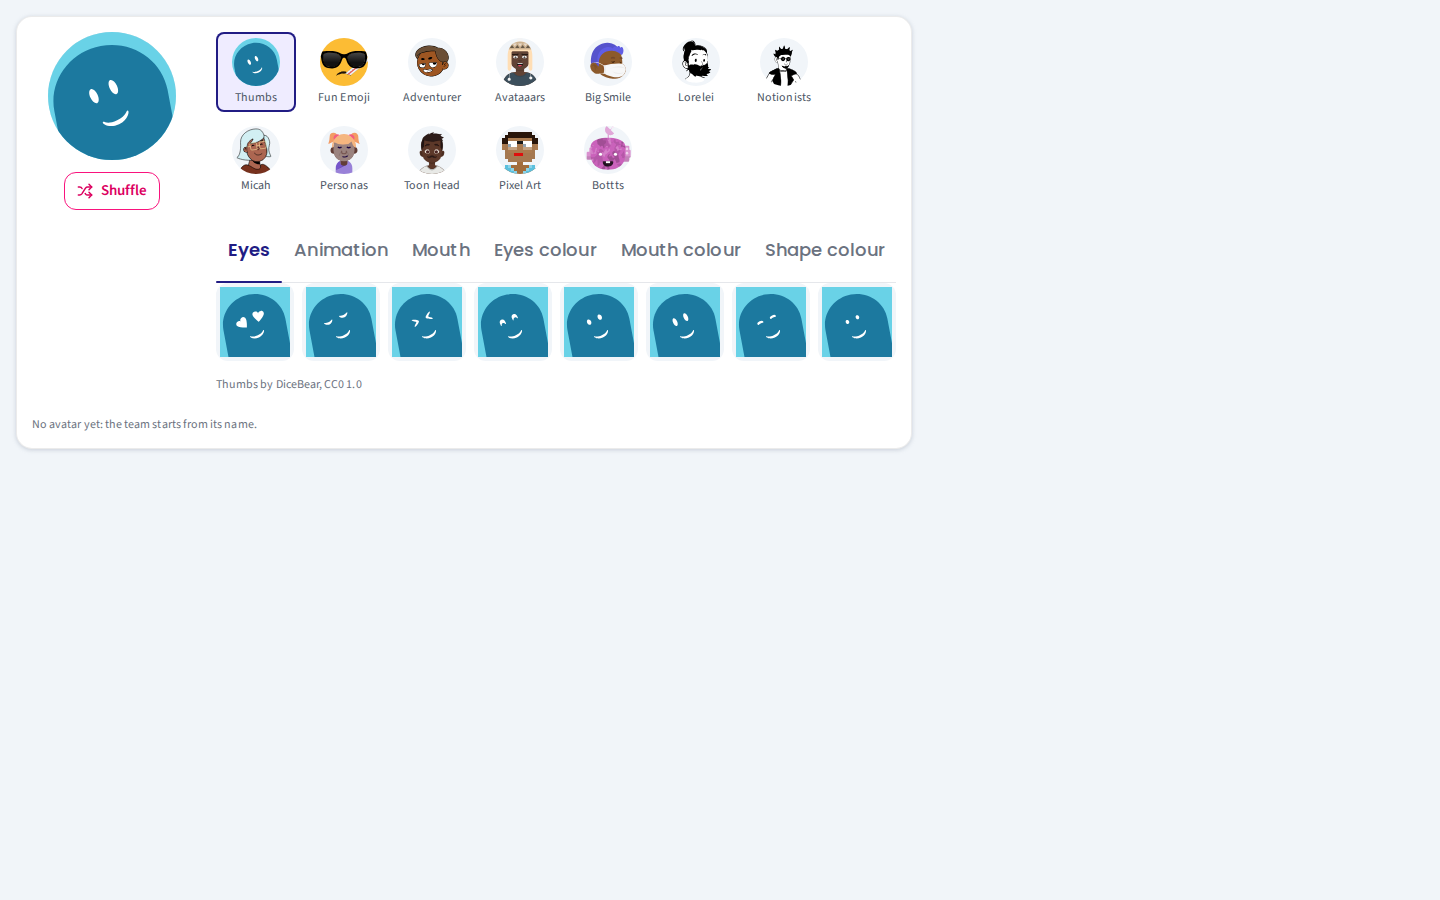 Thumbs Fun Emoji Adventurer Avataaars Big Smile Lorelei Notionists
Shuffle
Micah Personas Toon Head Pixel Art Bottts
Eyes Animation Mouth Eyes colour Mouth colour Shape colour
Thumbs by DiceBear, CC0 1.0
No avatar yet: the team starts from its name.